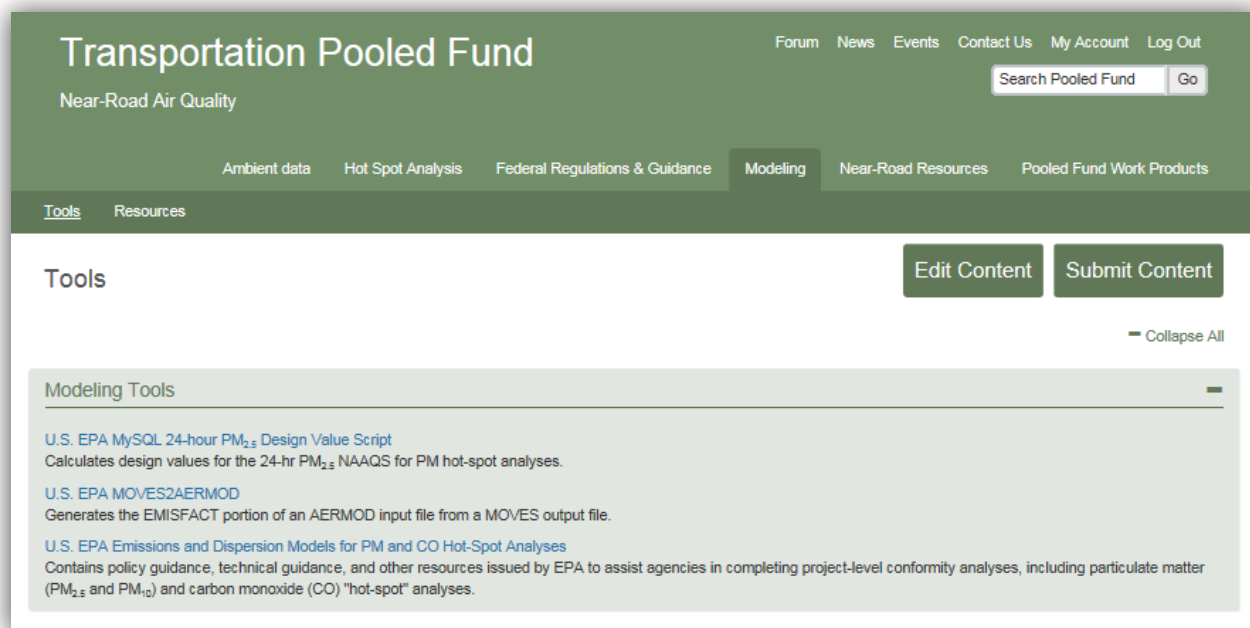 Transportation Pooled Fund
Near-Road Air Quality
Forum News Events Contact Us My Account Log Out
Search Pooled Fund Go
Ambient data Hot Spot Analysis Federal Regulations & Guidance Modeling Near-Road Resources Pooled Fund Work Products
Tools Resources
Tools
Edit Content Submit Content
Collapse All
Modeling Tools
U.S. EPA MySQL 24-hour PM₂.₅ Design Value Script
Calculates design values for the 24-hr PM₂.₅ NAAQS for PM hot-spot analyses.
U.S. EPA MOVES2AERMOD
Generates the EMISFACT portion of an AERMOD input file from a MOVES output file.
U.S. EPA Emissions and Dispersion Models for PM and CO Hot-Spot Analyses
Contains policy guidance, technical guidance, and other resources issued by EPA to assist agencies in completing project-level conformity analyses, including particulate matter
(PM₂.₅ and PM₁₀) and carbon monoxide (CO) "hot-spot" analyses.